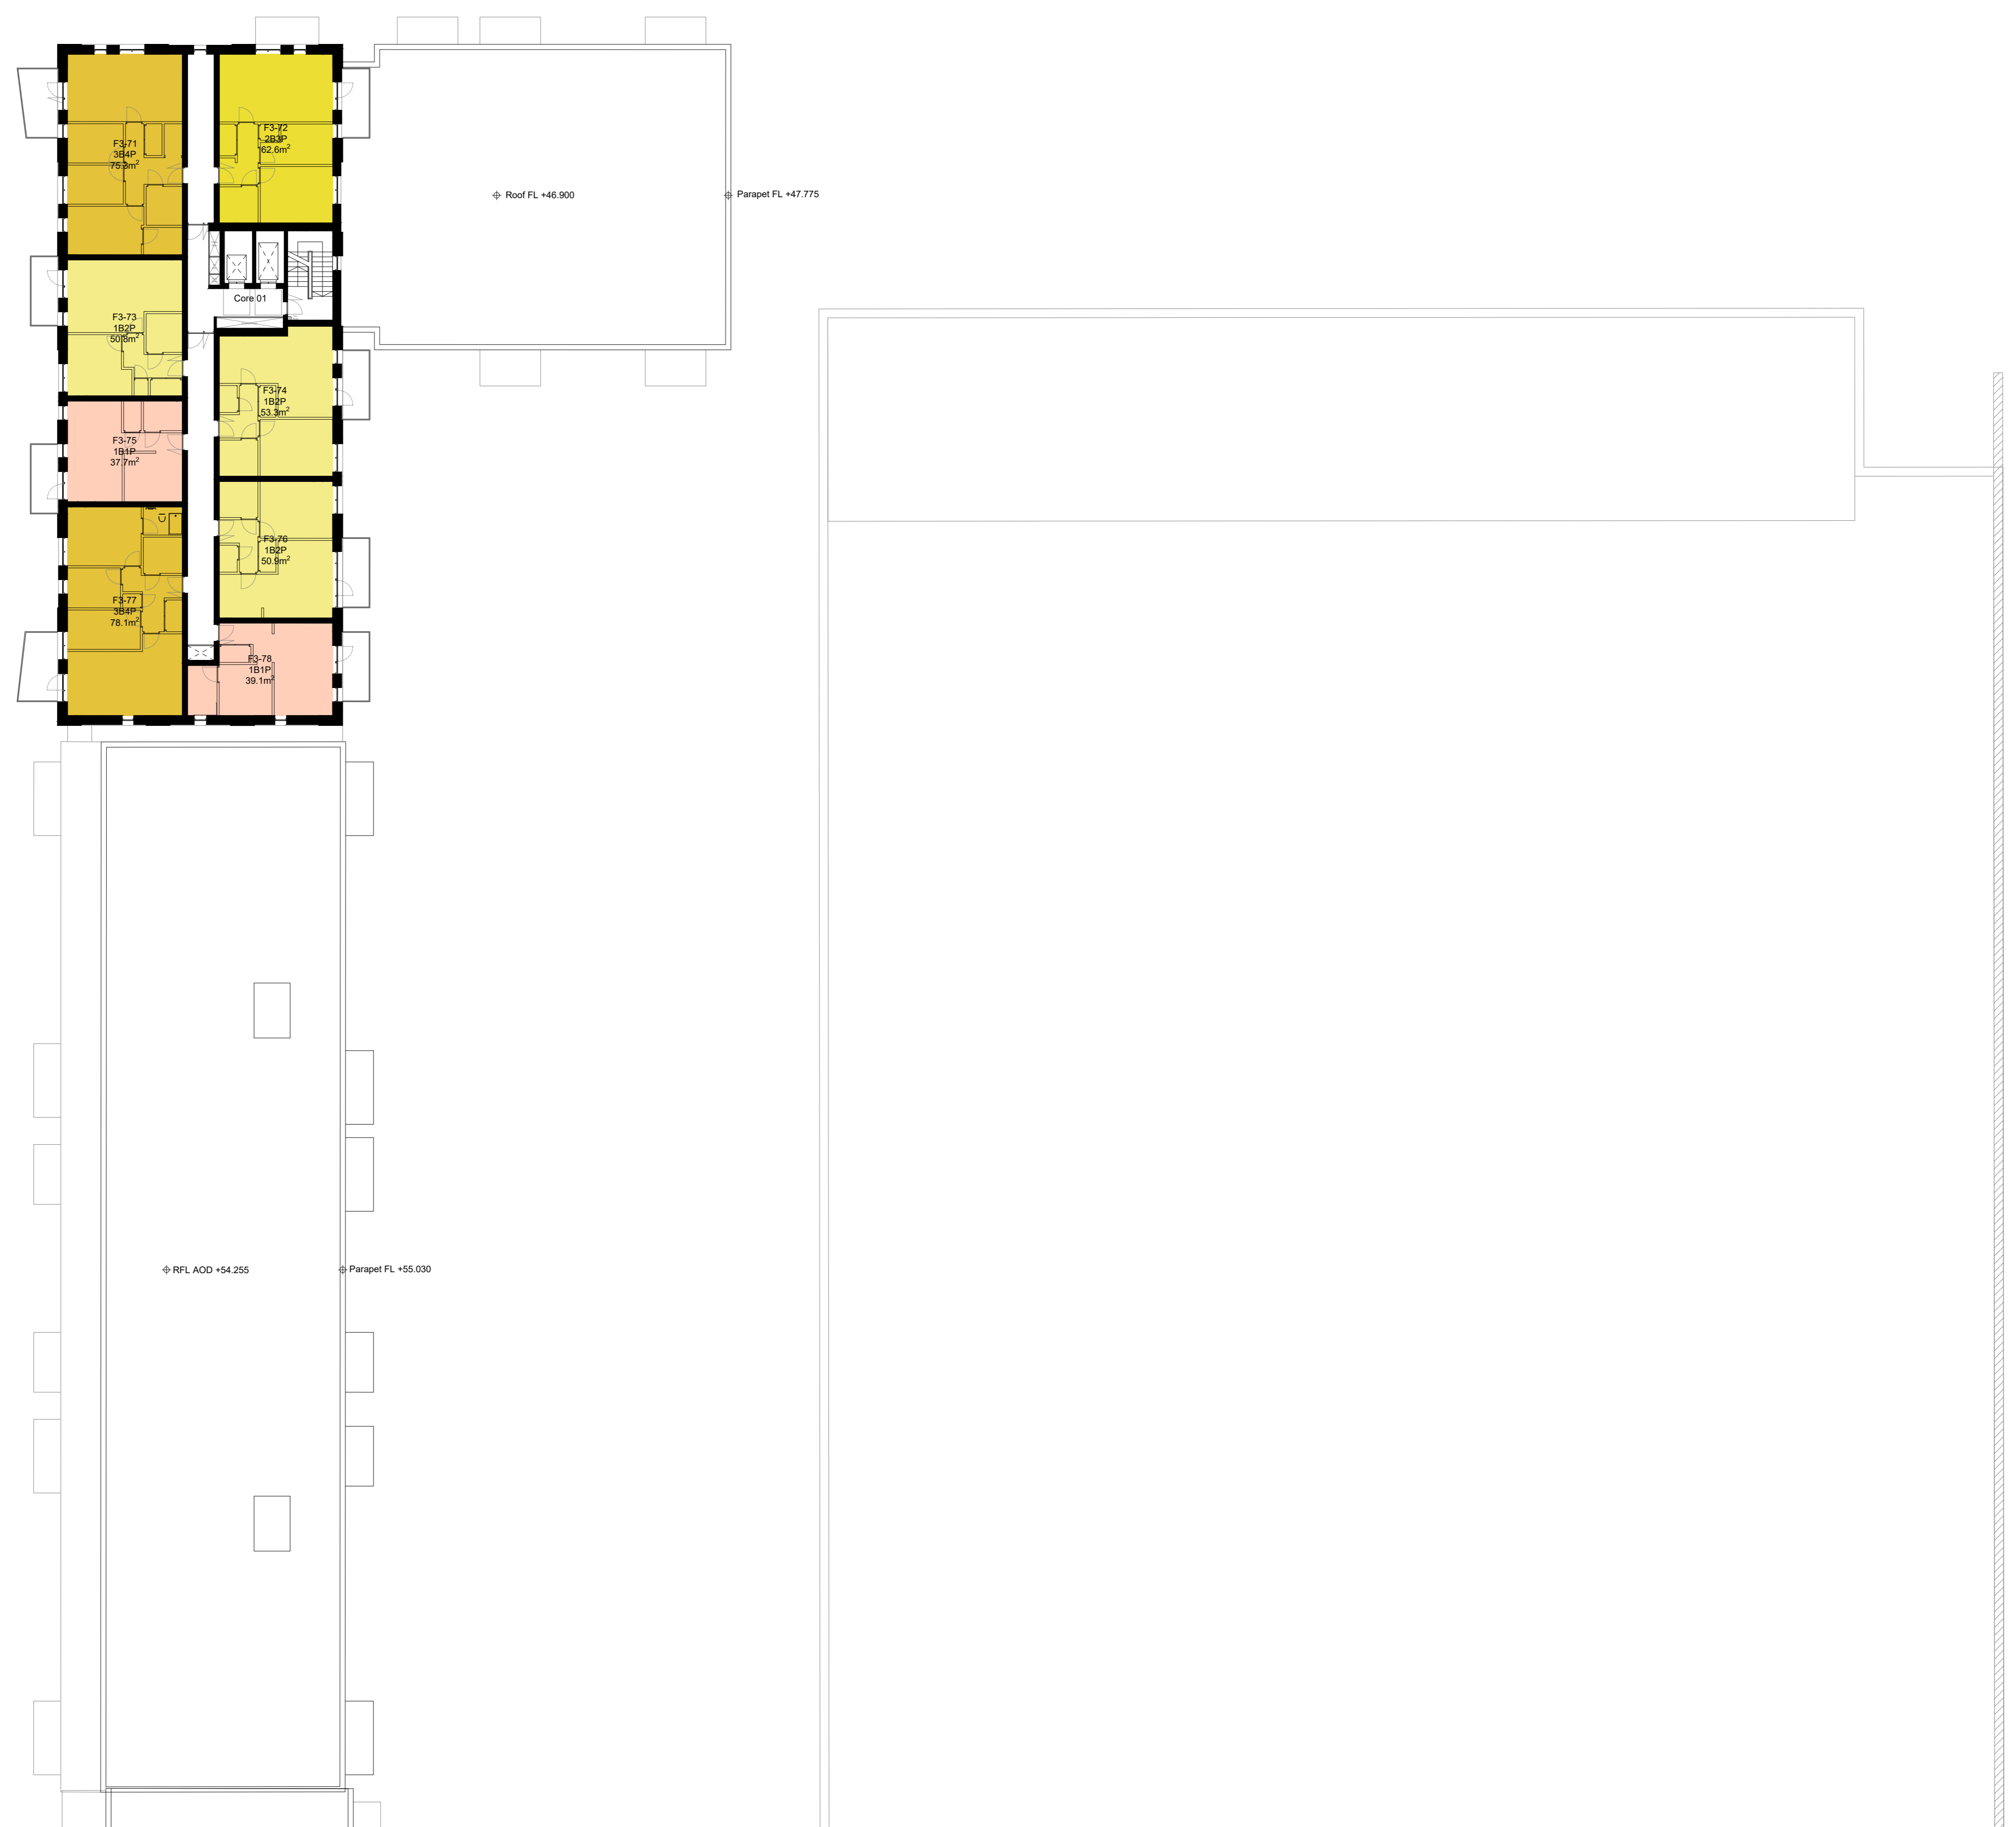 F3-71
3B4P
75.3m²
F3-72
2B3P
62.6m²
Roof FL +46.900
Parapet FL +47.775
Core 01
F3-73
1B2P
50.8m²
F3-74
1B2P
53.3m²
F3-75
1B1P
37.7m²
F3-76
1B2P
50.9m²
F3-77
3B4P
78.1m²
F3-78
1B1P
39.1m²
RFL AOD +54.255
Parapet FL +55.030